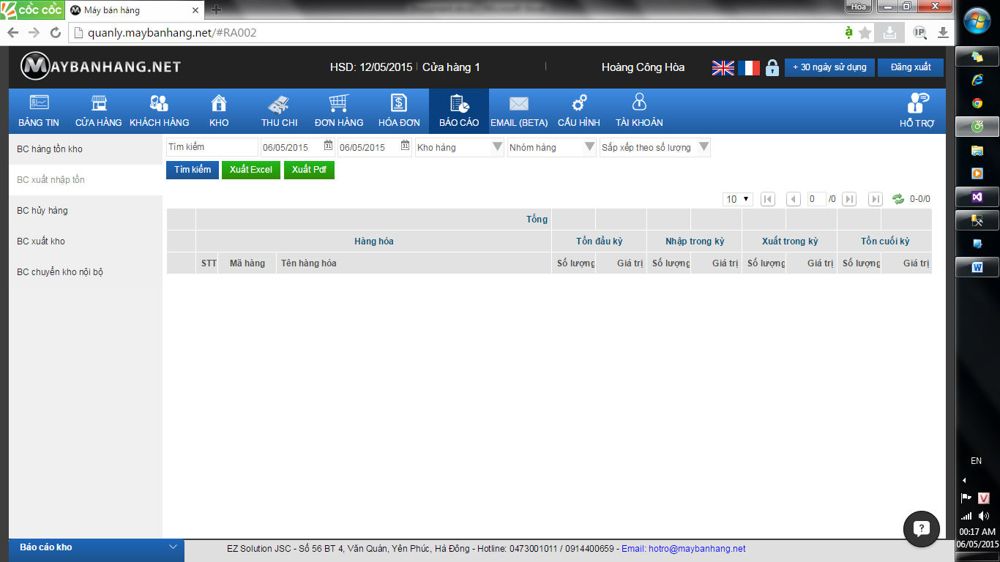 cốc cốc
Máy bán hàng
Hòa
quanly.maybanhang.net/#RA002
IP
MAYBANHANG.NET
HSD: 12/05/2015 | Cửa hàng 1 | Hoàng Công Hòa
+ 30 ngày sử dụng
Đăng xuất
BẢNG TIN
CỬA HÀNG
KHÁCH HÀNG
KHO
THU CHI
ĐƠN HÀNG
HÓA ĐƠN
BÁO CÁO
EMAIL (BETA)
CẤU HÌNH
TÀI KHOẢN
HỖ TRỢ
BC hàng tồn kho
BC xuất nhập tồn
BC hủy hàng
BC xuất kho
BC chuyển kho nội bộ
Tìm kiếm
06/05/2015
06/05/2015
Kho hàng
Nhóm hàng
Sắp xếp theo số lượng
Tìm kiếm
Xuất Excel
Xuất Pdf
10
0 /0
0-0/0
Tổng
Hàng hóa
Tồn đầu kỳ
Nhập trong kỳ
Xuất trong kỳ
Tồn cuối kỳ
STT
Mã hàng
Tên hàng hóa
Số lượng
Giá trị
Số lượng
Giá trị
Số lượng
Giá trị
Số lượng
Giá trị
Báo cáo kho
EZ Solution JSC - Số 56 BT 4, Văn Quán, Yên Phúc, Hà Đông - Hotline: 0473001011 / 0914400659 - Email: hotro@maybanhang.net
EN
V
00:17 AM
06/05/2015